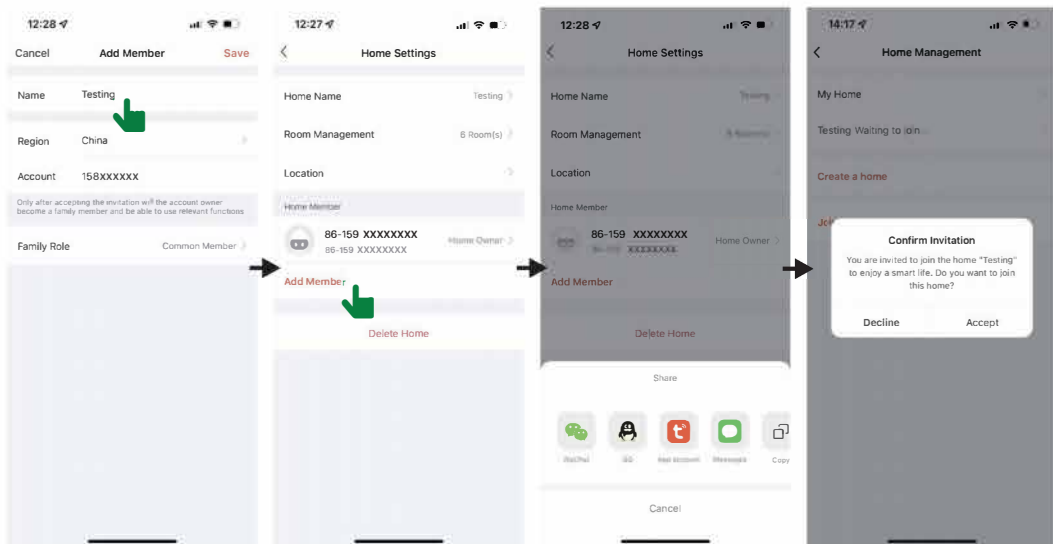 12:28
Cancel Add Member Save
Name Testing
Region China
Account 158XXXXXX
Only after accepting the invitation will the account owner
become a family member and be able to use relevant functions
Family Role Common Member
12:27
Home Settings
Home Name Testing
Room Management 6 Room(s)
Location
Home Member
86-159 XXXXXXXX
86-159 XXXXXXXX
Home Owner
Add Member
Delete Home
12:28
Home Settings
Home Name Testing
Room Management
Location
Home Member
86-159 XXXXXXXX
XXXXXXXX
Home Owner
Add Member
Delete Home
Share
WeChat QQ Messages Copy
Cancel
14:17
Home Management
My Home
Testing Waiting to join
Create a home
Confirm Invitation
You are invited to join the home "Testing"
to enjoy a smart life. Do you want to join
this home?
Decline Accept